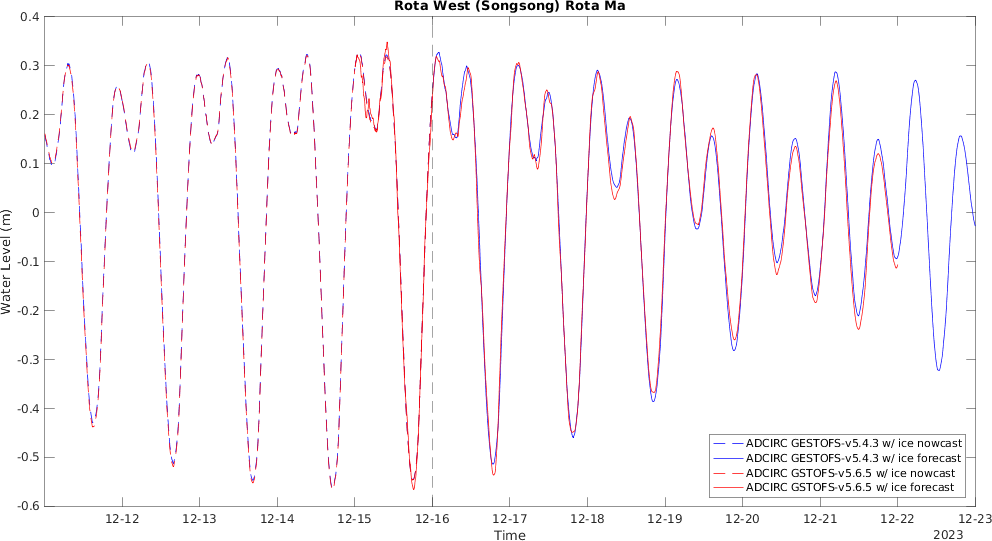 Rota West (Songsong) Rota Ma
Water Level (m)
0.4
0.3
0.2
0.1
0
-0.1
-0.2
-0.3
-0.4
-0.5
-0.6
ADCIRC GESTOFS-v5.4.3 w/ ice nowcast
ADCIRC GESTOFS-v5.4.3 w/ ice forecast
ADCIRC GSTOFS-v5.6.5 w/ ice nowcast
ADCIRC GSTOFS-v5.6.5 w/ ice forecast
12-12 12-13 12-14 12-15 12-16 12-17 12-18 12-19 12-20 12-21 12-22 12-23
Time
2023